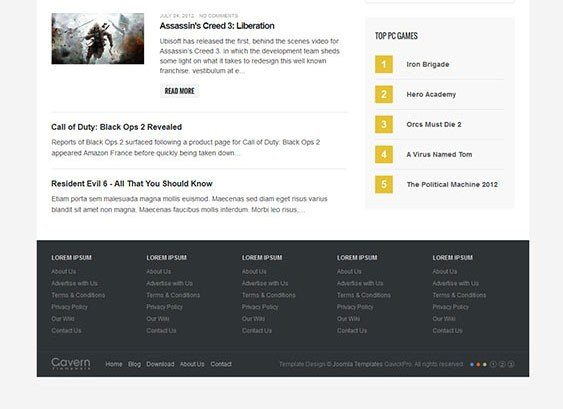 JULY 24, 2012 · NO COMMENTS
Assassin's Creed 3: Liberation
Ubisoft has released the first, behind the scenes video for
Assassin's Creed 3, in which the development team sheds
some light on what it takes to redesign this well known
franchise. vestibulum at e...
READ MORE
Call of Duty: Black Ops 2 Revealed
Reports of Black Ops 2 surfaced following a product page for Call of Duty: Black Ops 2
appeared Amazon France before quickly being taken down...
Resident Evil 6 - All That You Should Know
Etiam porta sem malesuada magna mollis euismod. Maecenas sed diam eget risus varius
blandit sit amet non magna. Maecenas faucibus mollis interdum. Morbi leo risus,...
TOP PC GAMES
1 Iron Brigade
2 Hero Academy
3 Orcs Must Die 2
4 A Virus Named Tom
5 The Political Machine 2012
LOREM IPSUM LOREM IPSUM LOREM IPSUM LOREM IPSUM LOREM IPSUM
About Us About Us About Us About Us About Us
Advertise with Us Advertise with Us Advertise with Us Advertise with Us Advertise with Us
Terms & Conditions Terms & Conditions Terms & Conditions Terms & Conditions Terms & Conditions
Privacy Policy Privacy Policy Privacy Policy Privacy Policy Privacy Policy
Our Wiki Our Wiki Our Wiki Our Wiki Our Wiki
Contact Us Contact Us Contact Us Contact Us Contact Us
Gavern Home Blog Download About Us Contact Template Design © Joomla Templates GavickPro. All rights reserved. 1 2 3
framework